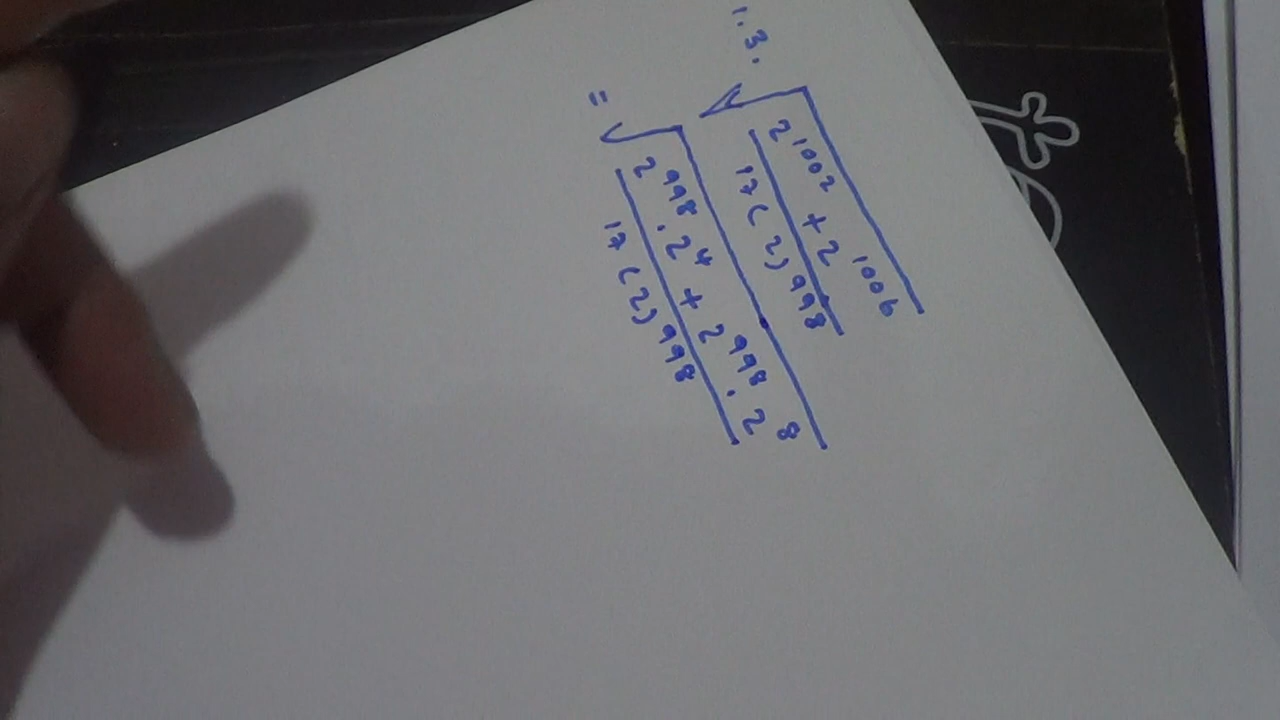 1.3.
√ 2^1002 + 2^1006
17(2)^998
= √ 2^998 . 2^4 + 2^998 . 2^8
17(2)^998